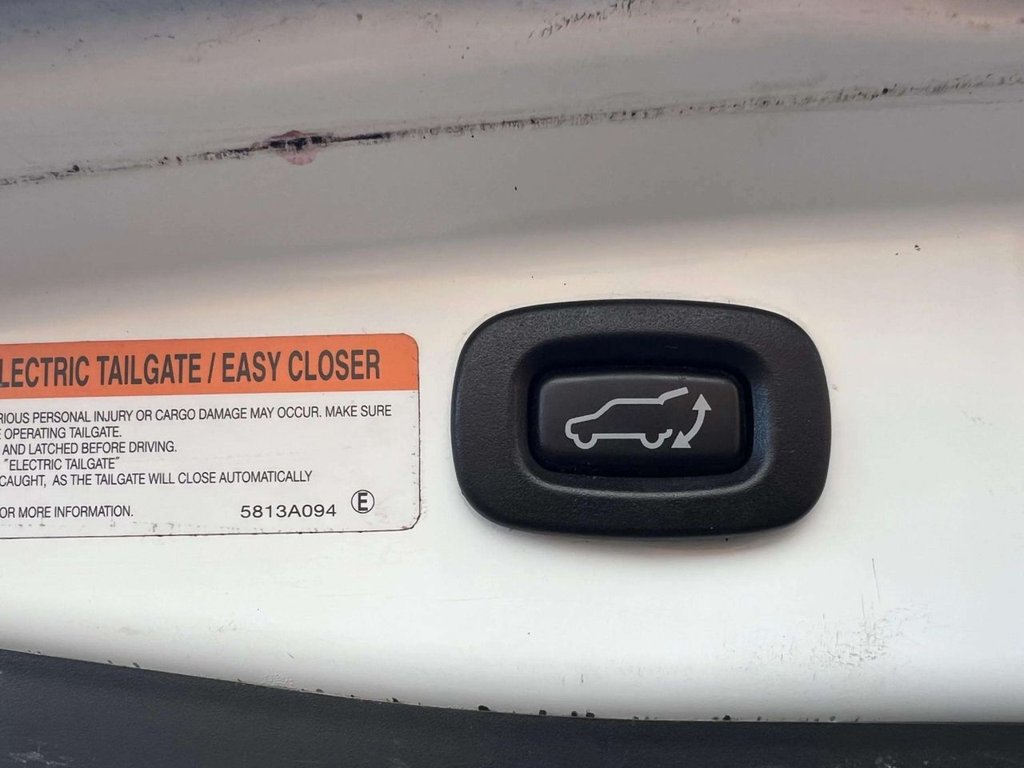 LECTRIC TAILGATE / EASY CLOSER
RIOUS PERSONAL INJURY OR CARGO DAMAGE MAY OCCUR. MAKE SURE
E OPERATING TAILGATE.
AND LATCHED BEFORE DRIVING.
"ELECTRIC TAILGATE"
CAUGHT, AS THE TAILGATE WILL CLOSE AUTOMATICALLY
OR MORE INFORMATION.
5813A094 Ⓔ